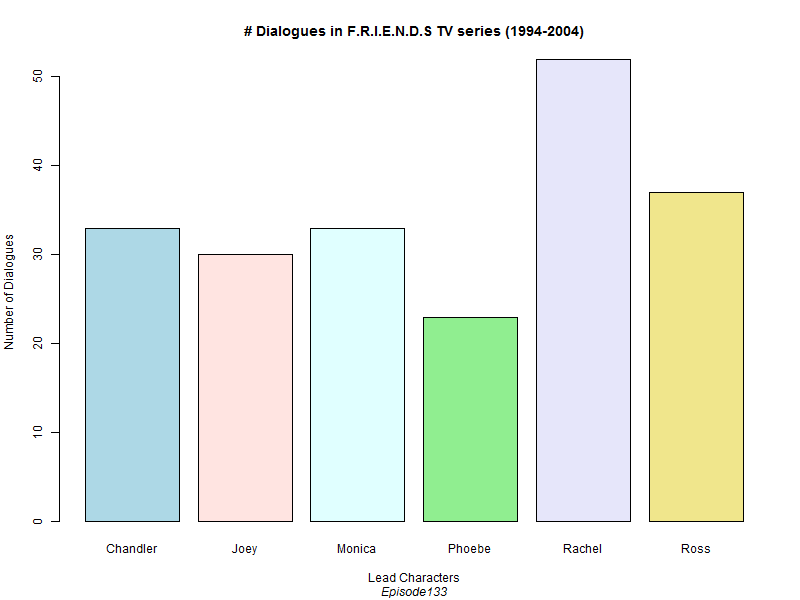 # Dialogues in F.R.I.E.N.D.S TV series (1994-2004)
Number of Dialogues
50
40
30
20
10
0
Chandler Joey Monica Phoebe Rachel Ross
Lead Characters
Episode133